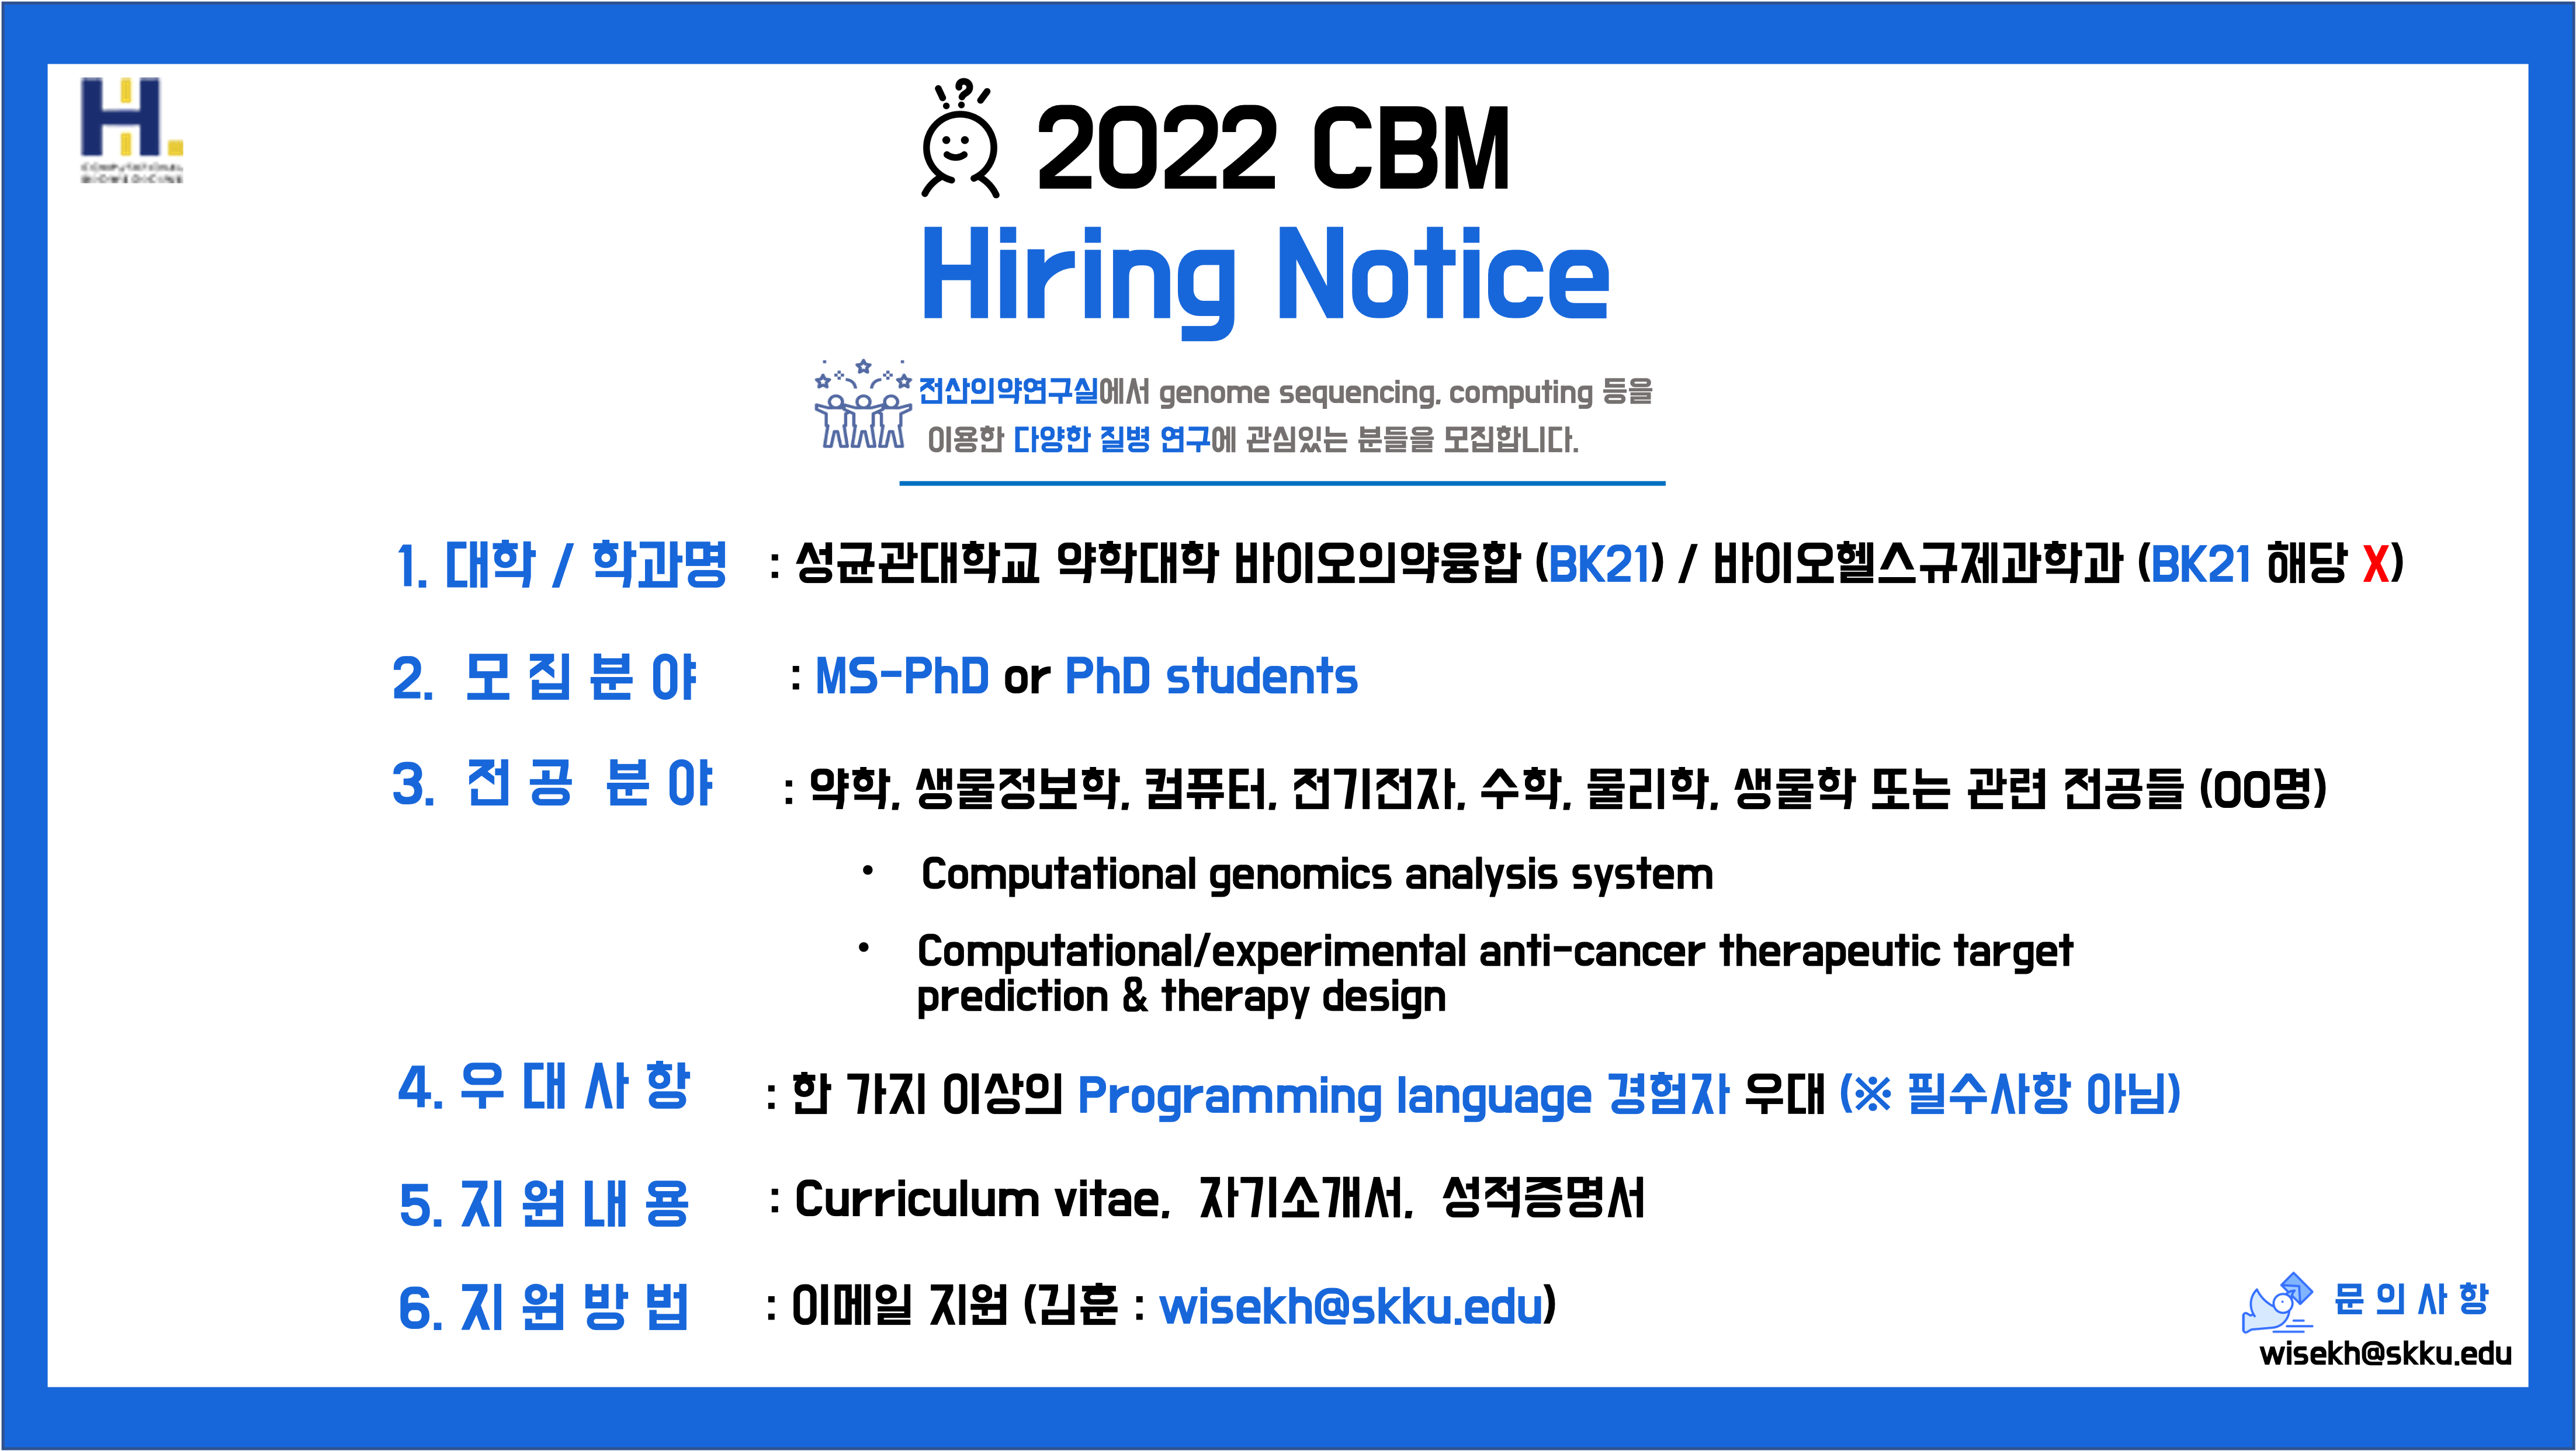 2022 CBM
Hiring Notice
전산의약연구실에서 genome sequencing, computing 등을
이용한 다양한 질병 연구에 관심있는 분들을 모집합니다.
1. 대학 / 학과명 : 성균관대학교 약학대학 바이오의약융합 (BK21) / 바이오헬스규제과학과 (BK21 해당 X)
2. 모 집 분 야 : MS-PhD or PhD students
3. 전 공 분 야 : 약학, 생물정보학, 컴퓨터, 전기전자, 수학, 물리학, 생물학 또는 관련 전공들 (00명)
• Computational genomics analysis system
• Computational/experimental anti-cancer therapeutic target
prediction & therapy design
4. 우 대 사 항 : 한 가지 이상의 Programming language 경험자 우대 (※ 필수사항 아님)
5. 지 원 내 용 : Curriculum vitae, 자기소개서, 성적증명서
6. 지 원 방 법 : 이메일 지원 (김훈 : wisekh@skku.edu)
문 의 사 항
wisekh@skku.edu